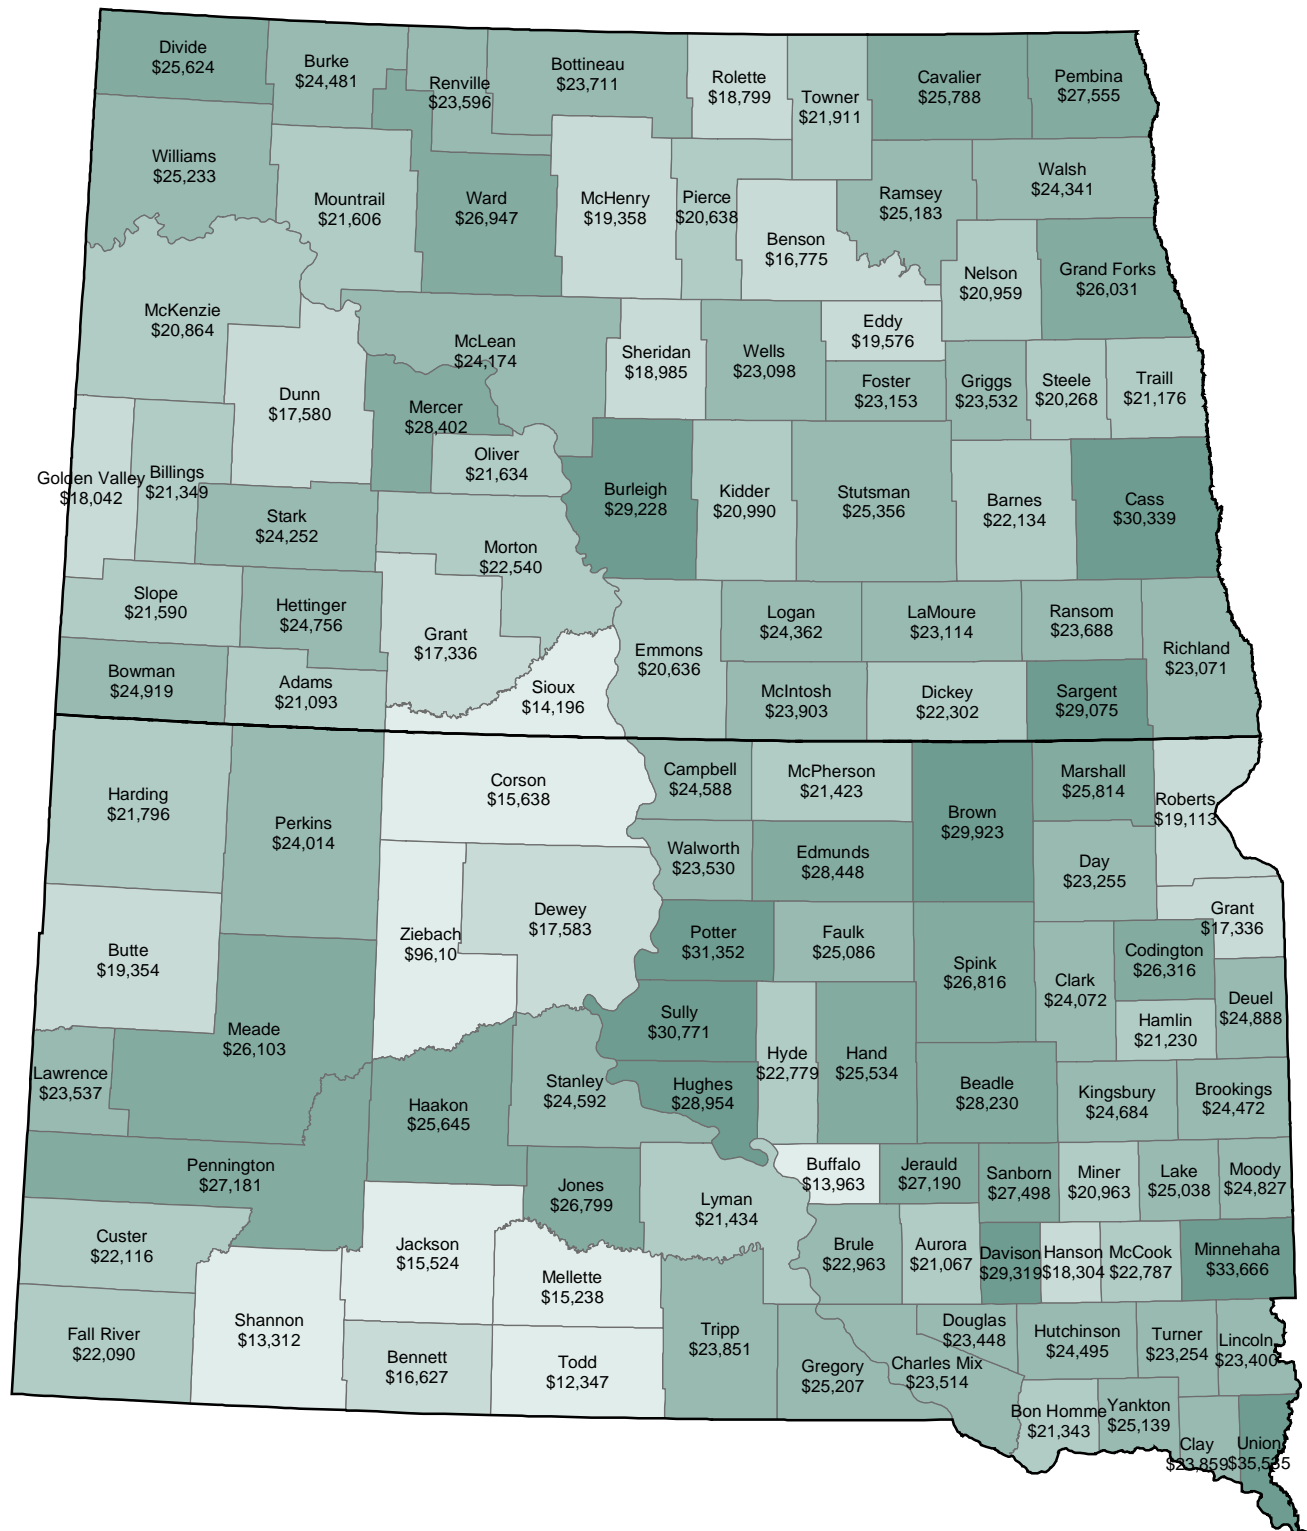 Divide
$25,624
Burke
$24,481
Renville
$23,596
Bottineau
$23,711
Rolette
$18,799
Towner
$21,911
Cavalier
$25,788
Pembina
$27,555
Williams
$25,233
Mountrail
$21,606
Ward
$26,947
McHenry
$19,358
Pierce
$20,638
Benson
$16,775
Ramsey
$25,183
Walsh
$24,341
Nelson
$20,959
Grand Forks
$26,031
McKenzie
$20,864
Dunn
$17,580
McLean
$24,174
Mercer
$28,402
Oliver
$21,634
Sheridan
$18,985
Wells
$23,098
Eddy
$19,576
Foster
$23,153
Griggs
$23,532
Steele
$20,268
Traill
$21,176
Golden Valley
$18,042
Billings
$21,349
Stark
$24,252
Morton
$22,540
Burleigh
$29,228
Kidder
$20,990
Stutsman
$25,356
Barnes
$22,134
Cass
$30,339
Slope
$21,590
Hettinger
$24,756
Grant
$17,336
Bowman
$24,919
Adams
$21,093
Sioux
$14,196
Emmons
$20,636
Logan
$24,362
LaMoure
$23,114
Ransom
$23,688
Richland
$23,071
McIntosh
$23,903
Dickey
$22,302
Sargent
$29,075
Harding
$21,796
Perkins
$24,014
Corson
$15,638
Campbell
$24,588
McPherson
$21,423
Brown
$29,923
Marshall
$25,814
Roberts
$19,113
Walworth
$23,530
Edmunds
$28,448
Day
$23,255
Butte
$19,354
Ziebach
$96,10
Dewey
$17,583
Potter
$31,352
Faulk
$25,086
Spink
$26,816
Clark
$24,072
Codington
$26,316
Grant
$17,336
Hamlin
$21,230
Deuel
$24,888
Meade
$26,103
Lawrence
$23,537
Haakon
$25,645
Stanley
$24,592
Sully
$30,771
Hughes
$28,954
Hyde
$22,779
Hand
$25,534
Beadle
$28,230
Kingsbury
$24,684
Brookings
$24,472
Pennington
$27,181
Jones
$26,799
Lyman
$21,434
Buffalo
$13,963
Jerauld
$27,190
Sanborn
$27,498
Miner
$20,963
Lake
$25,038
Moody
$24,827
Custer
$22,116
Jackson
$15,524
Mellette
$15,238
Brule
$22,963
Aurora
$21,067
Davison
$29,319
Hanson
$18,304
McCook
$22,787
Minnehaha
$33,666
Fall River
$22,090
Shannon
$13,312
Bennett
$16,627
Todd
$12,347
Tripp
$23,851
Gregory
$25,207
Charles Mix
$23,514
Douglas
$23,448
Hutchinson
$24,495
Turner
$23,254
Lincoln
$23,400
Bon Homme
$21,343
Yankton
$25,139
Clay
$23,859
Union
$35,535